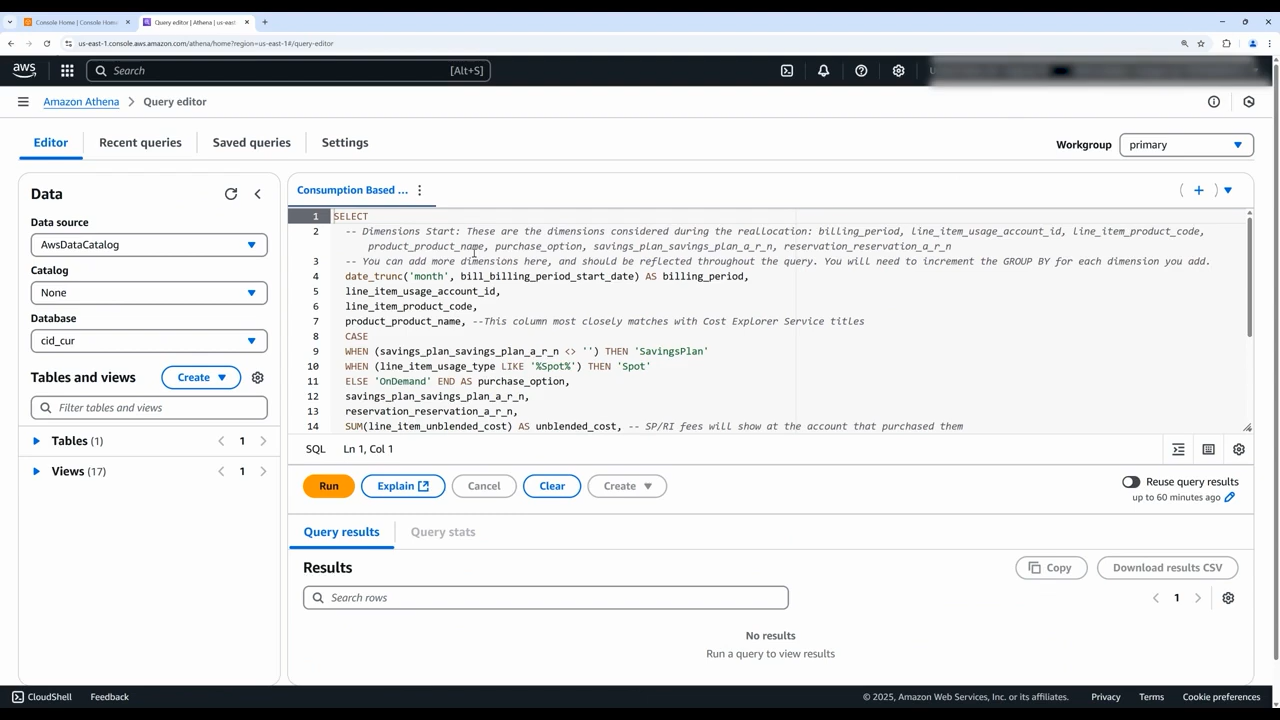 Console Home | Console Home
Query editor | Athena | us-east
us-east-1.console.aws.amazon.com/athena/home?region=us-east-1#/query-editor
aws
Search
[Alt+S]
Amazon Athena
Query editor
Editor
Recent queries
Saved queries
Settings
Workgroup
primary
Data
Data source
AwsDataCatalog
Catalog
None
Database
cid_cur
Tables and views
Create
Filter tables and views
Tables (1)
1
Views (17)
1
Consumption Based ...
1 SELECT
2 -- Dimensions Start: These are the dimensions considered during the reallocation: billing_period, line_item_usage_account_id, line_item_product_code,
product_product_name, purchase_option, savings_plan_savings_plan_a_r_n, reservation_reservation_a_r_n
3 -- You can add more dimensions here, and should be reflected throughout the query. You will need to increment the GROUP BY for each dimension you add.
4 date_trunc('month', bill_billing_period_start_date) AS billing_period,
5 line_item_usage_account_id,
6 line_item_product_code,
7 product_product_name, --This column most closely matches with Cost Explorer Service titles
8 CASE
9 WHEN (savings_plan_savings_plan_a_r_n <> '') THEN 'SavingsPlan'
10 WHEN (line_item_usage_type LIKE '%Spot%') THEN 'Spot'
11 ELSE 'OnDemand' END AS purchase_option,
12 savings_plan_savings_plan_a_r_n,
13 reservation_reservation_a_r_n,
14 SUM(line_item_unblended_cost) AS unblended_cost, -- SP/RI fees will show at the account that purchased them
SQL
Ln 1, Col 1
Run
Explain
Cancel
Clear
Create
Reuse query results
up to 60 minutes ago
Query results
Query stats
Results
Copy
Download results CSV
Search rows
1
No results
Run a query to view results
CloudShell
Feedback
© 2025, Amazon Web Services, Inc. or its affiliates.
Privacy
Terms
Cookie preferences